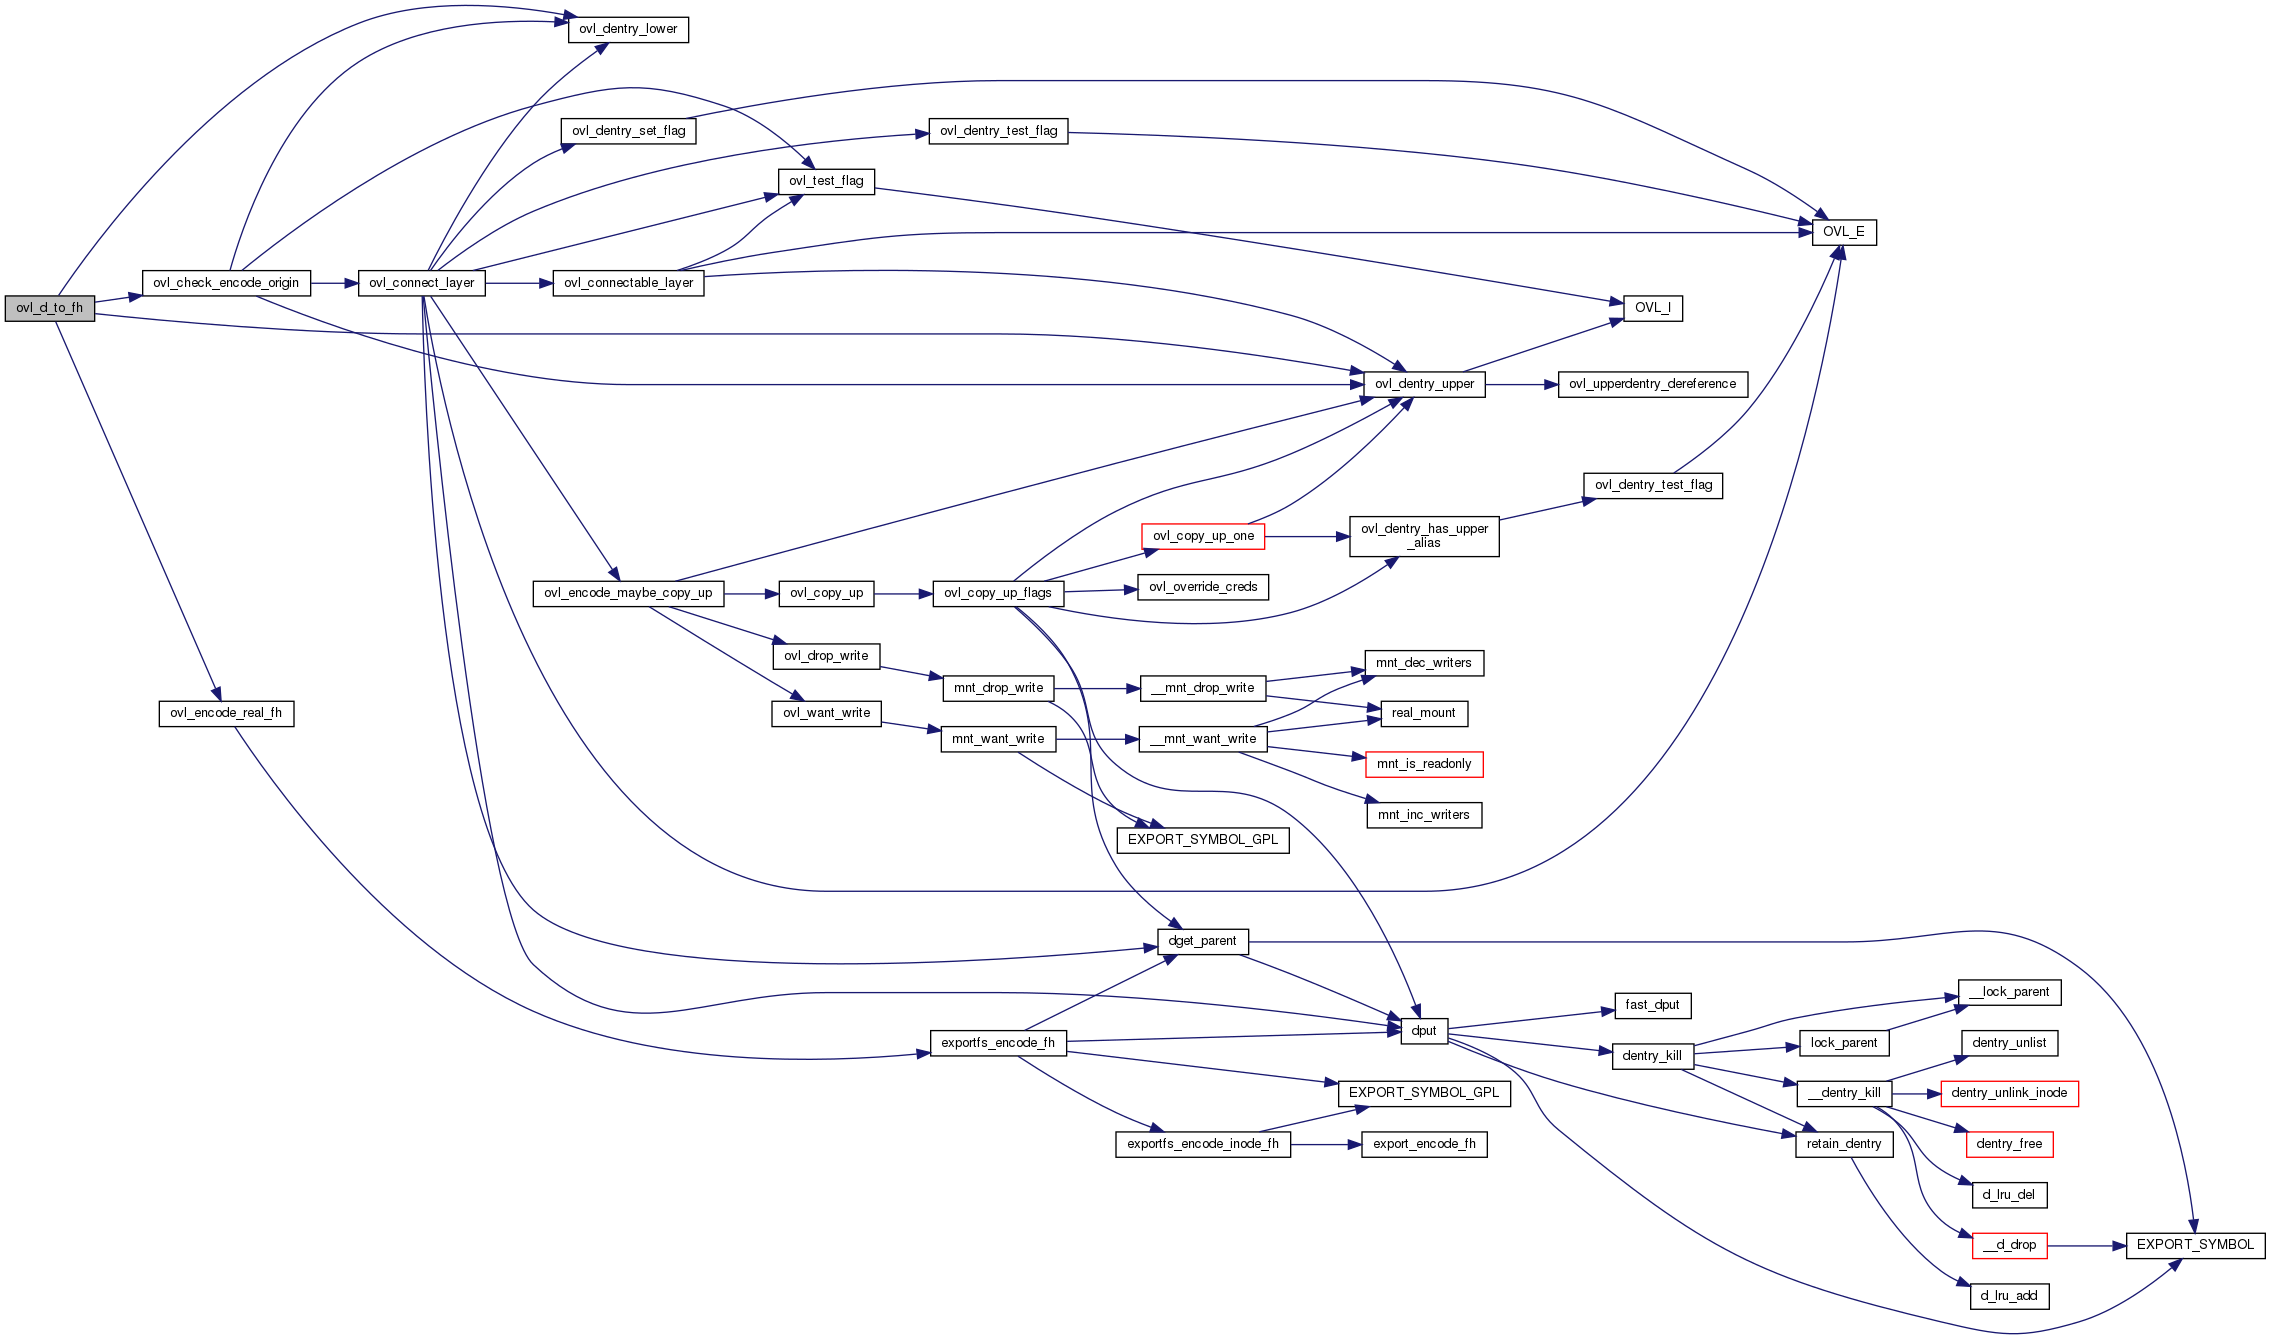 ovl_d_to_fh
ovl_check_encode_origin
ovl_encode_real_fh
ovl_connect_layer
ovl_dentry_lower
ovl_dentry_set_flag
ovl_connectable_layer
ovl_encode_maybe_copy_up
ovl_test_flag
ovl_copy_up
ovl_drop_write
ovl_want_write
ovl_dentry_test_flag
ovl_copy_up_flags
mnt_drop_write
mnt_want_write
exportfs_encode_fh
ovl_copy_up_one
ovl_override_creds
__mnt_drop_write
__mnt_want_write
EXPORT_SYMBOL_GPL
dget_parent
exportfs_encode_inode_fh
ovl_dentry_upper
ovl_dentry_has_upper
_alias
mnt_dec_writers
real_mount
mnt_is_readonly
mnt_inc_writers
dput
EXPORT_SYMBOL_GPL
export_encode_fh
OVL_I
ovl_upperdentry_dereference
ovl_dentry_test_flag
fast_dput
dentry_kill
OVL_E
lock_parent
__dentry_kill
retain_dentry
__lock_parent
dentry_unlist
dentry_unlink_inode
dentry_free
d_lru_del
__d_drop
d_lru_add
EXPORT_SYMBOL